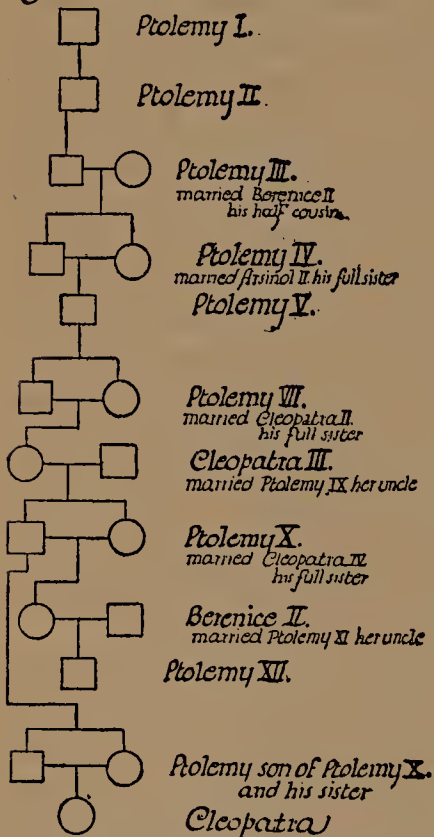 Ptolemy I.
Ptolemy II.
Ptolemy III.
married Berenice II
his half cousin.
Ptolemy IV.
married Arsinol II. his full sister
Ptolemy V.
Ptolemy VII.
married Cleopatra II.
his full sister
Cleopatra III.
married Ptolemy IX her uncle
Ptolemy X.
married Cleopatra IV
his full sister
Berenice II.
married Ptolemy XI her uncle
Ptolemy XII.
Ptolemy son of Ptolemy X.
and his sister
Cleopatra